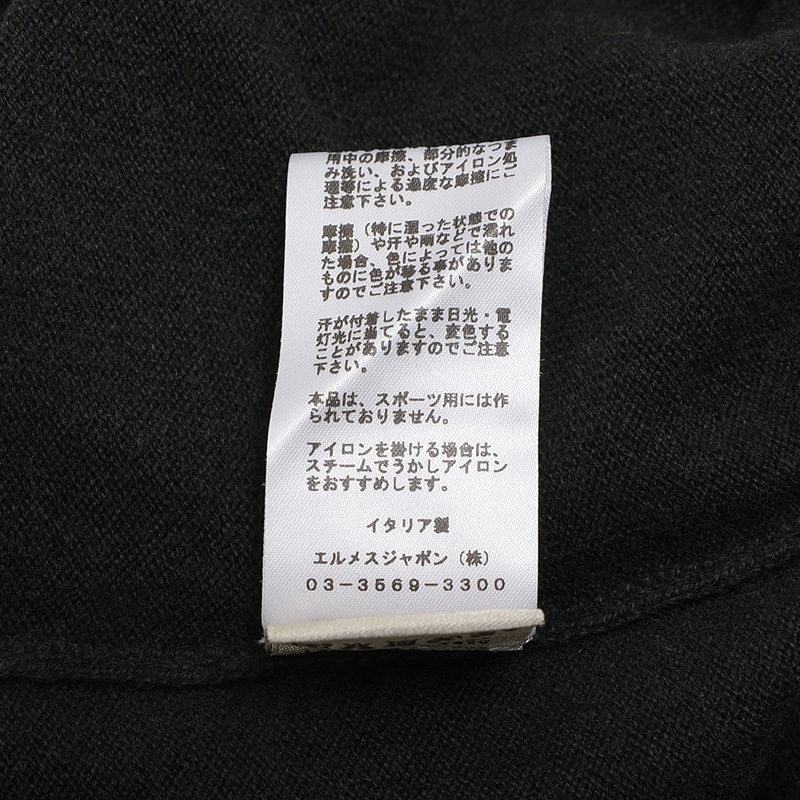 用中の摩擦、部分的なつま
み洗い、およびアイロン処
理等による過度な摩擦にご
注意下さい。
摩擦（特に湿った状態での
摩擦）や汗や雨などで濡れ
た場合、色によっては他の
ものに色が移る事がありま
すのでご注意下さい。
汗が付着したまま日光・電
灯光に当てると、変色する
ことがありますのでご注意
下さい。
本品は、スポーツ用には作
られておりません。
アイロンを掛ける場合は、
スチームでうかしアイロン
をおすすめします。
イタリア製
エルメスジャポン（株）
03-3569-3300